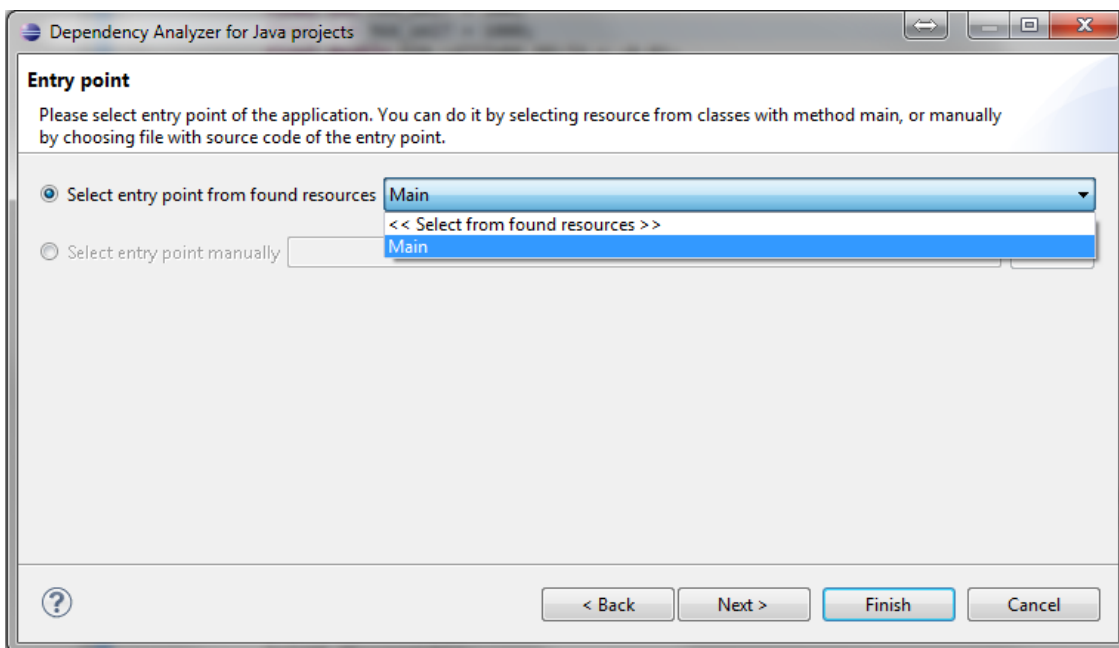 Dependency Analyzer for Java projects
Entry point
Please select entry point of the application. You can do it by selecting resource from classes with method main, or manually
by choosing file with source code of the entry point.
Select entry point from found resources Main
<< Select from found resources >>
Main
Select entry point manually
< Back Next > Finish Cancel